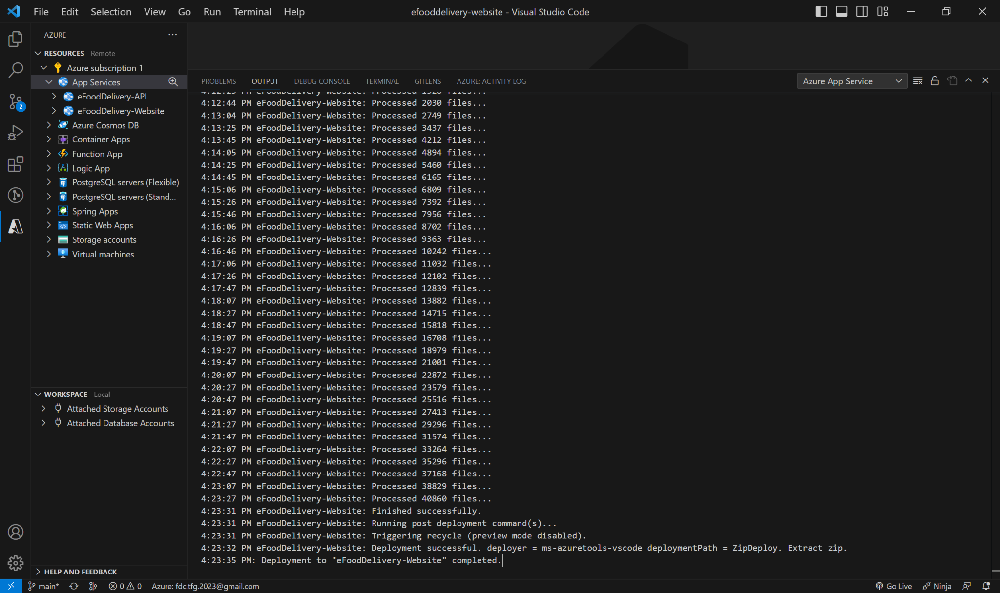 File Edit Selection View Go Run Terminal Help
efooddelivery-website - Visual Studio Code
AZURE
RESOURCES Remote
Azure subscription 1
App Services
eFoodDelivery-API
eFoodDelivery-Website
Azure Cosmos DB
Container Apps
Function App
Logic App
PostgreSQL servers (Flexible)
PostgreSQL servers (Stand...
Spring Apps
Static Web Apps
Storage accounts
Virtual machines
WORKSPACE Local
Attached Storage Accounts
Attached Database Accounts
HELP AND FEEDBACK
2
PROBLEMS OUTPUT DEBUG CONSOLE TERMINAL GITLENS AZURE: ACTIVITY LOG
Azure App Service
eFoodDelivery-Website: Processed files...
4:12:44 PM eFoodDelivery-Website: Processed 2030 files...
4:13:04 PM eFoodDelivery-Website: Processed 2749 files...
4:13:25 PM eFoodDelivery-Website: Processed 3437 files...
4:13:45 PM eFoodDelivery-Website: Processed 4212 files...
4:14:05 PM eFoodDelivery-Website: Processed 4894 files...
4:14:25 PM eFoodDelivery-Website: Processed 5460 files...
4:14:45 PM eFoodDelivery-Website: Processed 6165 files...
4:15:06 PM eFoodDelivery-Website: Processed 6809 files...
4:15:26 PM eFoodDelivery-Website: Processed 7392 files...
4:15:46 PM eFoodDelivery-Website: Processed 7956 files...
4:16:06 PM eFoodDelivery-Website: Processed 8702 files...
4:16:26 PM eFoodDelivery-Website: Processed 9363 files...
4:16:46 PM eFoodDelivery-Website: Processed 10242 files...
4:17:06 PM eFoodDelivery-Website: Processed 11032 files...
4:17:26 PM eFoodDelivery-Website: Processed 12102 files...
4:17:47 PM eFoodDelivery-Website: Processed 12839 files...
4:18:07 PM eFoodDelivery-Website: Processed 13882 files...
4:18:27 PM eFoodDelivery-Website: Processed 14715 files...
4:18:47 PM eFoodDelivery-Website: Processed 15818 files...
4:19:07 PM eFoodDelivery-Website: Processed 16708 files...
4:19:27 PM eFoodDelivery-Website: Processed 18979 files...
4:19:47 PM eFoodDelivery-Website: Processed 21001 files...
4:20:07 PM eFoodDelivery-Website: Processed 22872 files...
4:20:27 PM eFoodDelivery-Website: Processed 23579 files...
4:20:47 PM eFoodDelivery-Website: Processed 25516 files...
4:21:07 PM eFoodDelivery-Website: Processed 27413 files...
4:21:27 PM eFoodDelivery-Website: Processed 29296 files...
4:21:47 PM eFoodDelivery-Website: Processed 31574 files...
4:22:07 PM eFoodDelivery-Website: Processed 33264 files...
4:22:27 PM eFoodDelivery-Website: Processed 35296 files...
4:22:47 PM eFoodDelivery-Website: Processed 37168 files...
4:23:07 PM eFoodDelivery-Website: Processed 38829 files...
4:23:27 PM eFoodDelivery-Website: Processed 40860 files...
4:23:31 PM eFoodDelivery-Website: Finished successfully.
4:23:31 PM eFoodDelivery-Website: Running post deployment command(s)...
4:23:31 PM eFoodDelivery-Website: Triggering recycle (preview mode disabled).
4:23:32 PM eFoodDelivery-Website: Deployment successful. deployer = ms-azuretools-vscode deploymentPath = ZipDeploy. Extract zip.
4:23:35 PM: Deployment to "eFoodDelivery-Website" completed.
main* 0 0 Azure: fdc.tfg.2023@gmail.com Go Live Ninja